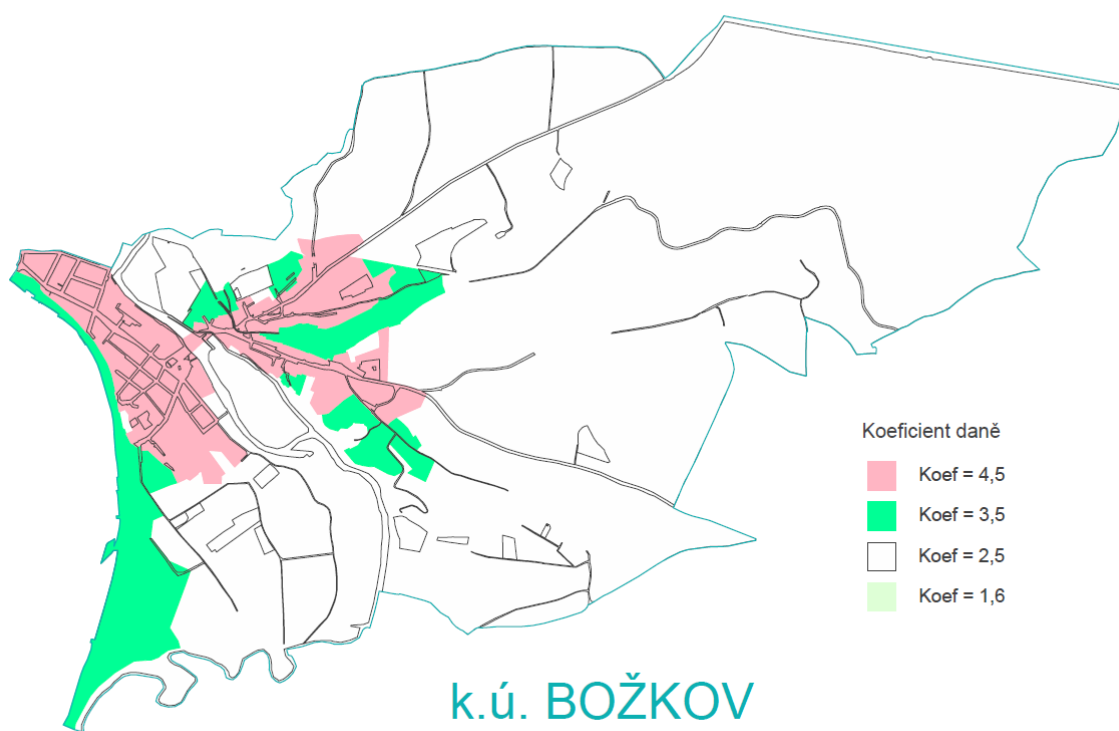 Koeficient daně
Koef = 4,5
Koef = 3,5
Koef = 2,5
Koef = 1,6
k.ú. BOŽKOV